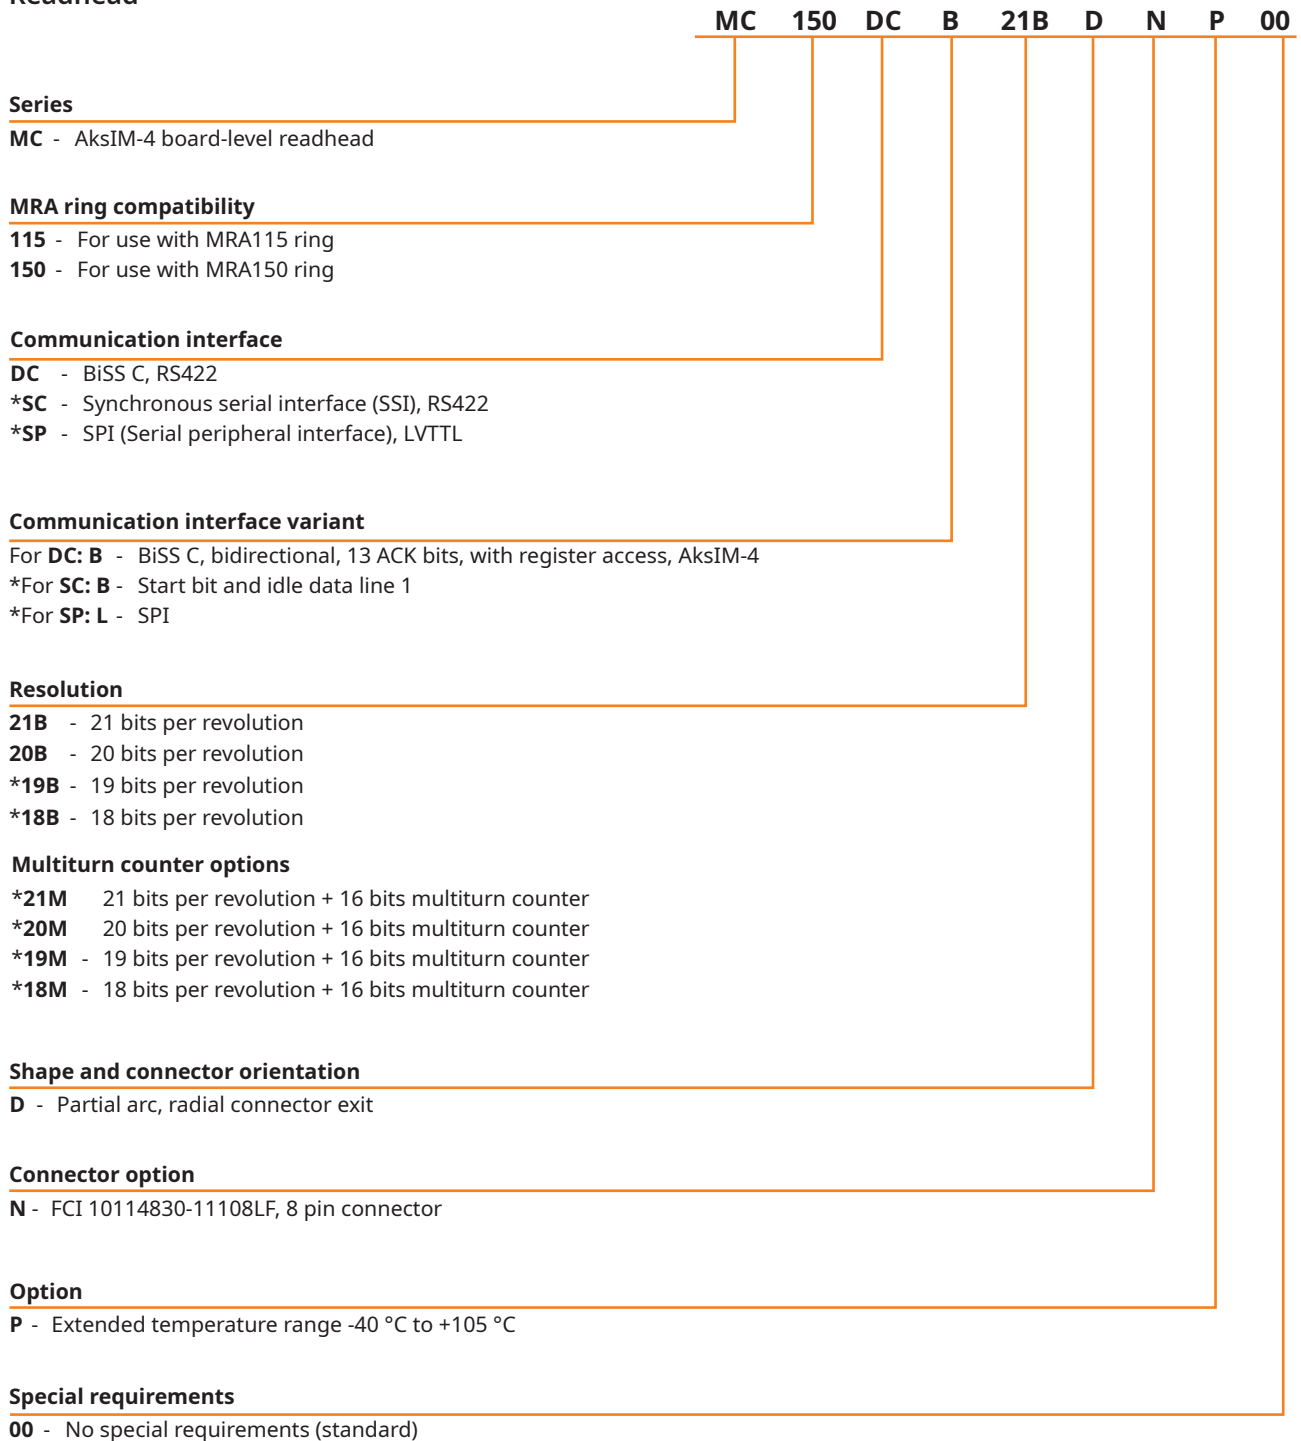 Readhead
MC 150 DC B 21B D N P 00
Series
MC - AksIM-4 board-level readhead
MRA ring compatibility
115 - For use with MRA115 ring
150 - For use with MRA150 ring
Communication interface
DC - BiSS C, RS422
*SC - Synchronous serial interface (SSI), RS422
*SP - SPI (Serial peripheral interface), LVTTL
Communication interface variant
For DC: B - BiSS C, bidirectional, 13 ACK bits, with register access, AksIM-4
*For SC: B - Start bit and idle data line 1
*For SP: L - SPI
Resolution
21B - 21 bits per revolution
20B - 20 bits per revolution
*19B - 19 bits per revolution
*18B - 18 bits per revolution
Multiturn counter options
*21M 21 bits per revolution + 16 bits multiturn counter
*20M 20 bits per revolution + 16 bits multiturn counter
*19M - 19 bits per revolution + 16 bits multiturn counter
*18M - 18 bits per revolution + 16 bits multiturn counter
Shape and connector orientation
D - Partial arc, radial connector exit
Connector option
N - FCI 10114830-11108LF, 8 pin connector
Option
P - Extended temperature range -40 °C to +105 °C
Special requirements
00 - No special requirements (standard)